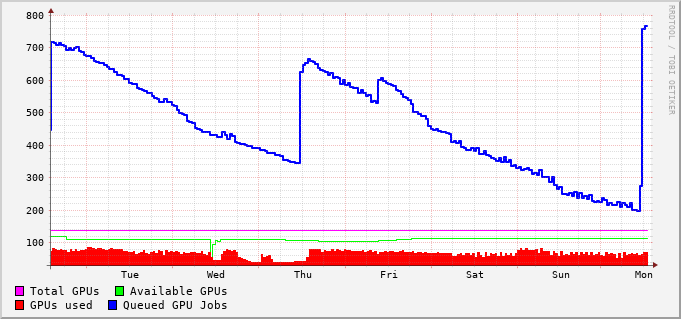 800
700
600
500
400
300
200
100
Tue Wed Thu Fri Sat Sun Mon
Total GPUs Available GPUs
GPUs used Queued GPU Jobs
RRDTOOL / TOBI OETIKER